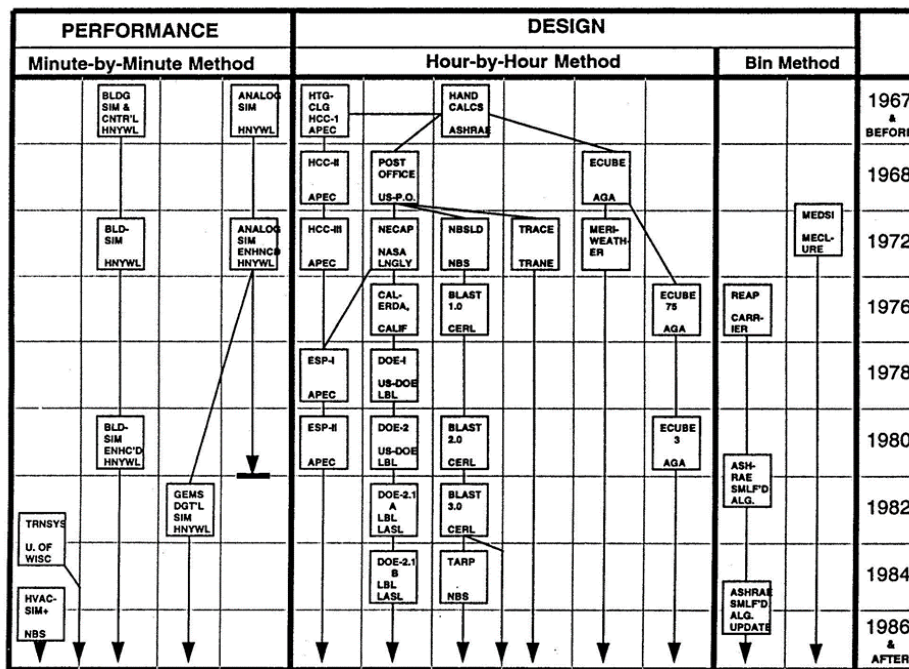 PERFORMANCE
DESIGN
Minute-by-Minute Method
Hour-by-Hour Method
Bin Method
BLDG
SIM &
CNTR'L
HNYWL
ANALOG
SIM
HNYWL
HTG-
CLG
HCC-1
APEC
HAND
CALCS
ASHRAE
1967
&
BEFORE
HCC-II
APEC
POST
OFFICE
US-P.O.
ECUBE
AGA
1968
BLD-
SIM
HNYWL
ANALOG
SIM
ENHNCD
HNYWL
HCC-III
APEC
NECAP
NASA
LNGLY
NBSLD
NBS
TRACE
TRANE
MERI-
WEATH-
ER
MEDSI
MECL-
URE
1972
CAL-
ERDA,
CALIF
BLAST
1.0
CERL
ECUBE
75
AGA
REAP
CARR-
IER
1976
ESP-I
APEC
DOE-I
US-DOE
LBL
1978
BLD-
SIM
ENHC'D
HNYWL
ESP-II
APEC
DOE-2
US-DOE
LBL
BLAST
2.0
CERL
ECUBE
3
AGA
1980
GEMS
DGT'L
SIM
HNYWL
DOE-2.1
A
LBL
LASL
BLAST
3.0
CERL
ASH-
RAE
SMLF'D
ALG.
1982
TRNSYS
U. OF
WISC
DOE-2.1
B
LBL
LASL
TARP
NBS
1984
HVAC-
SIM+
NBS
ASHRAE
SMLF'D
ALG.
UPDATE
1986
&
AFTER